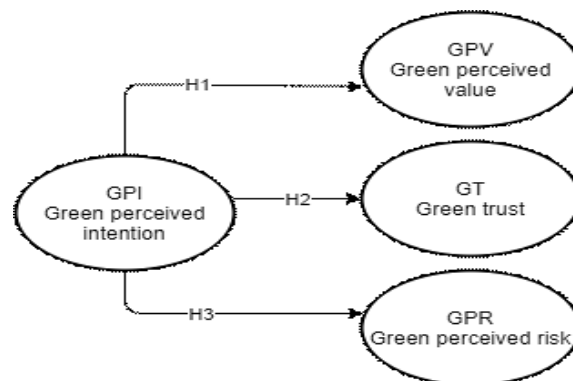 GPV
Green perceived
value
H1
GPI
Green perceived
intention
H2
GT
Green trust
H3
GPR
Green perceived risk